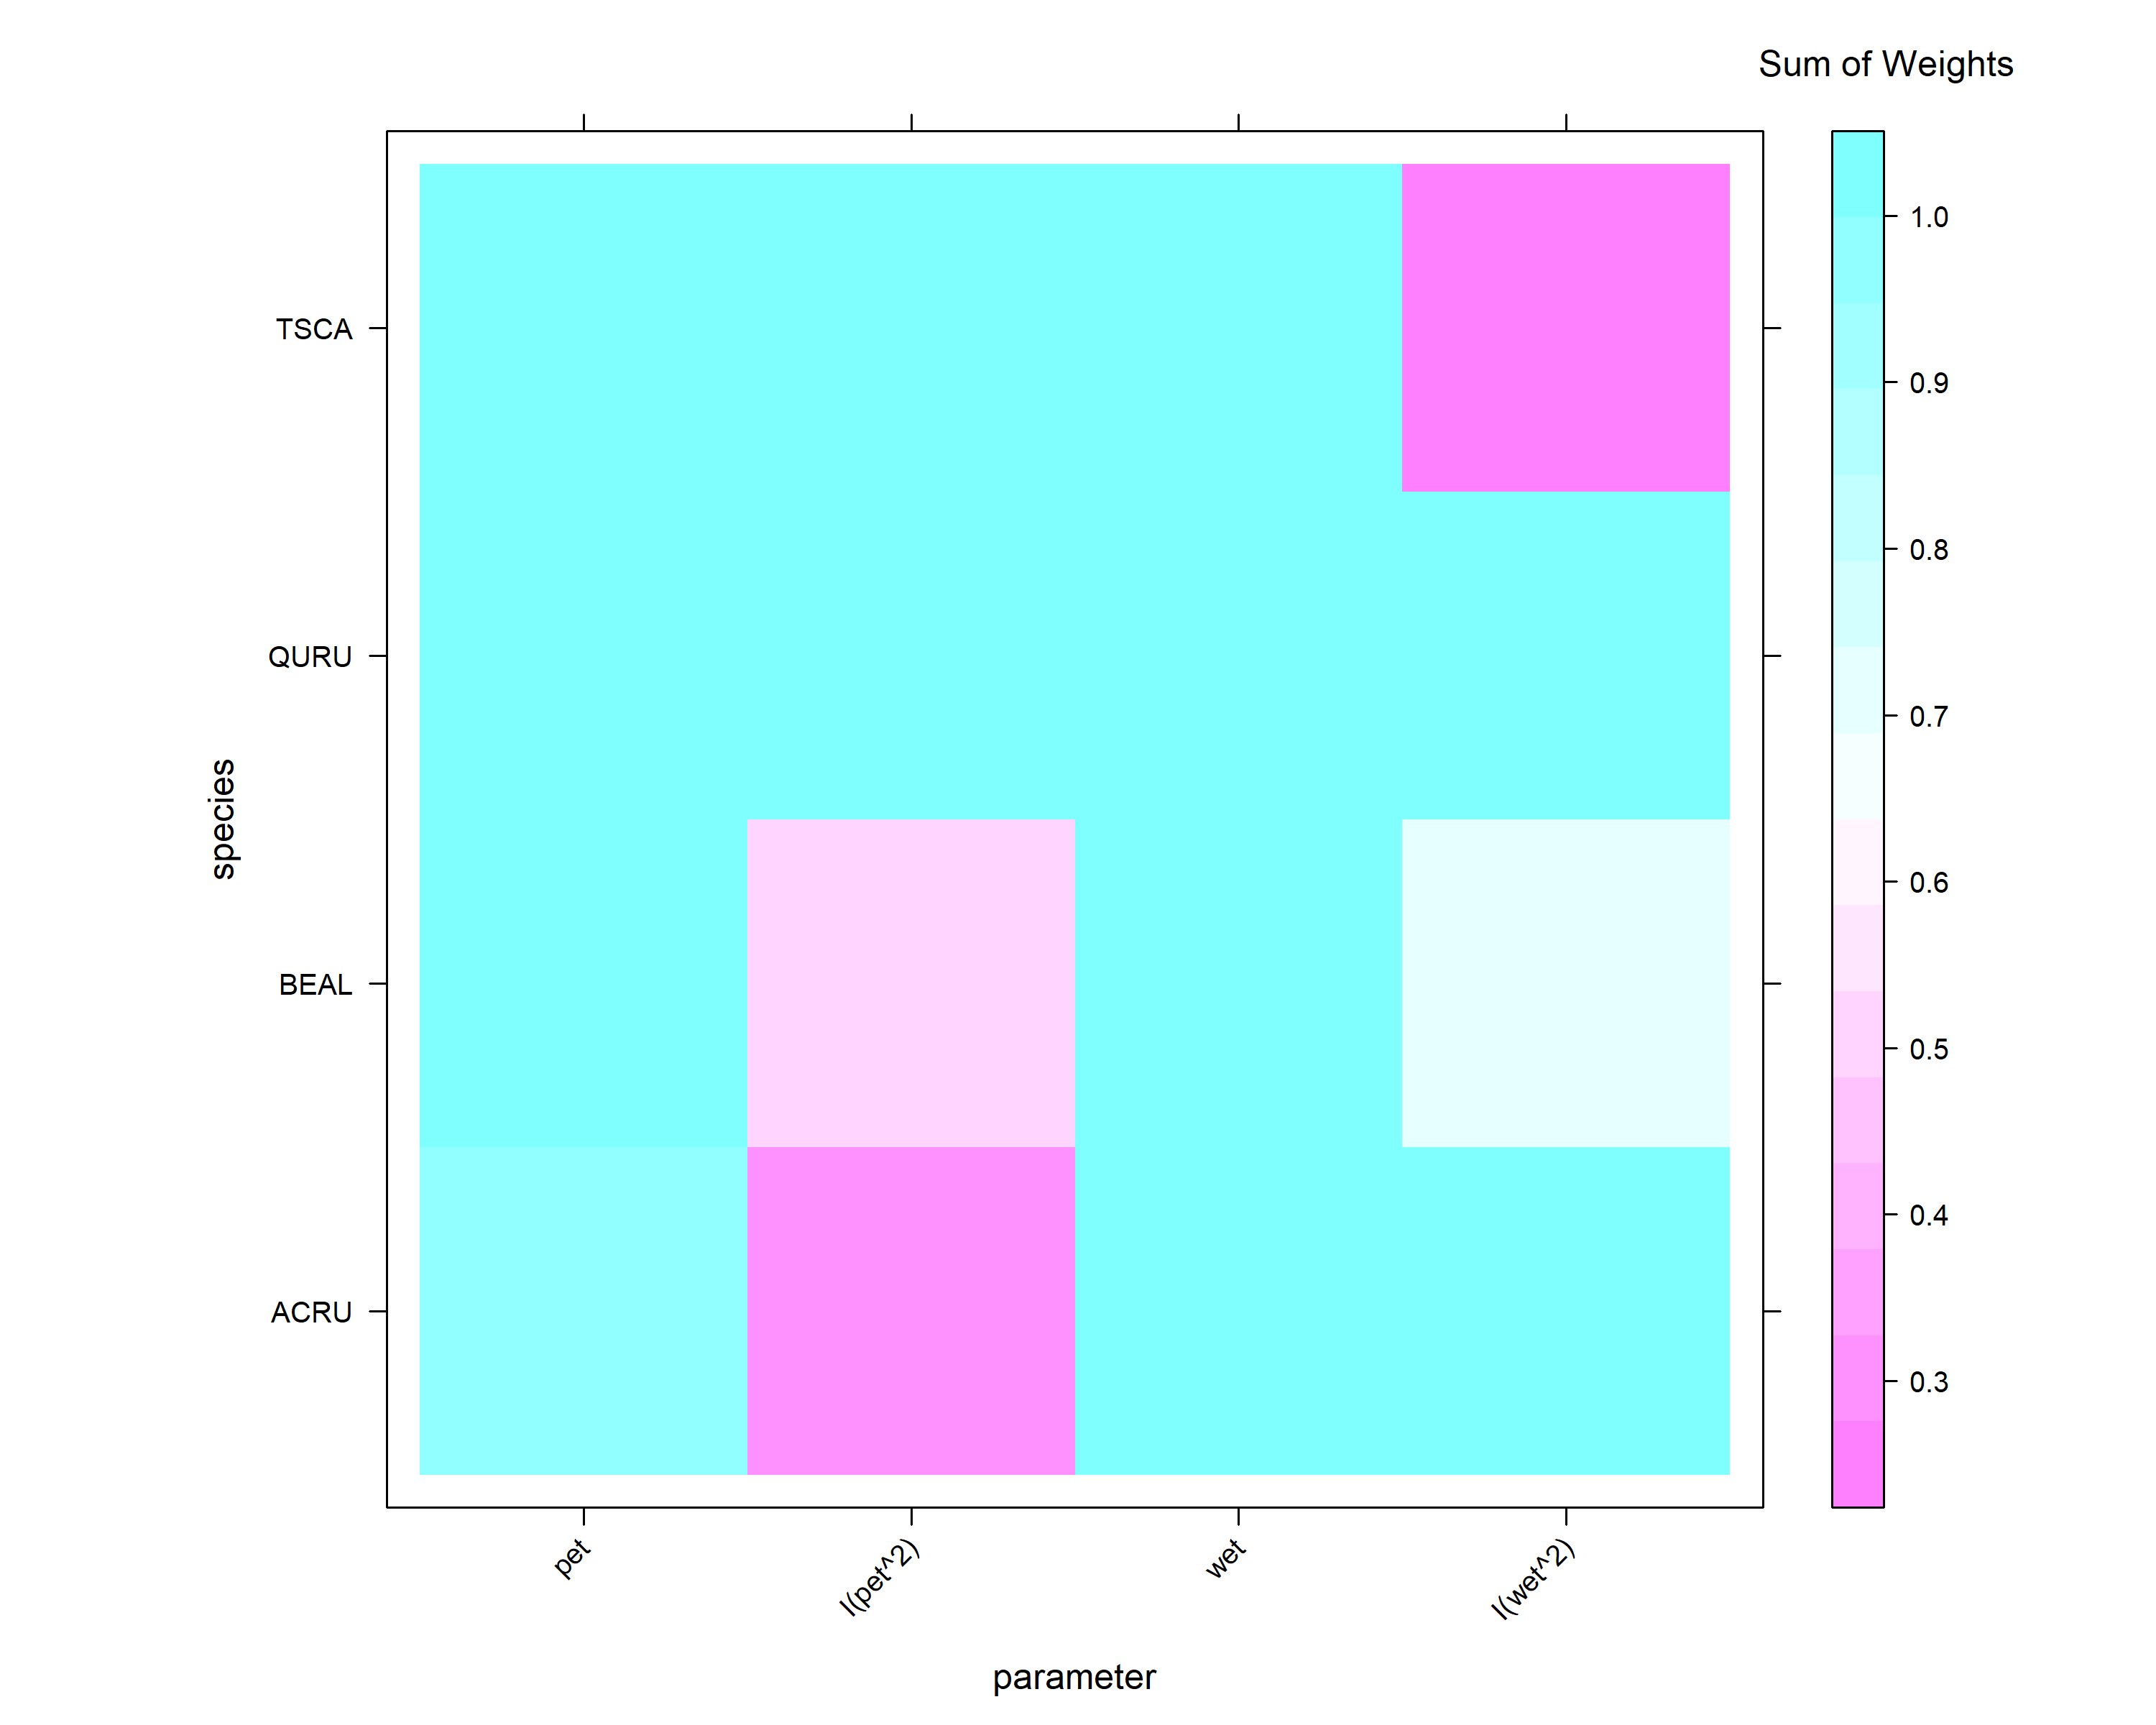 Sum of Weights
1.0
0.9
0.8
0.7
0.6
0.5
0.4
0.3
TSCA
QURU
BEAL
ACRU
species
pet
I(pet^2)
wet
I(wet^2)
parameter